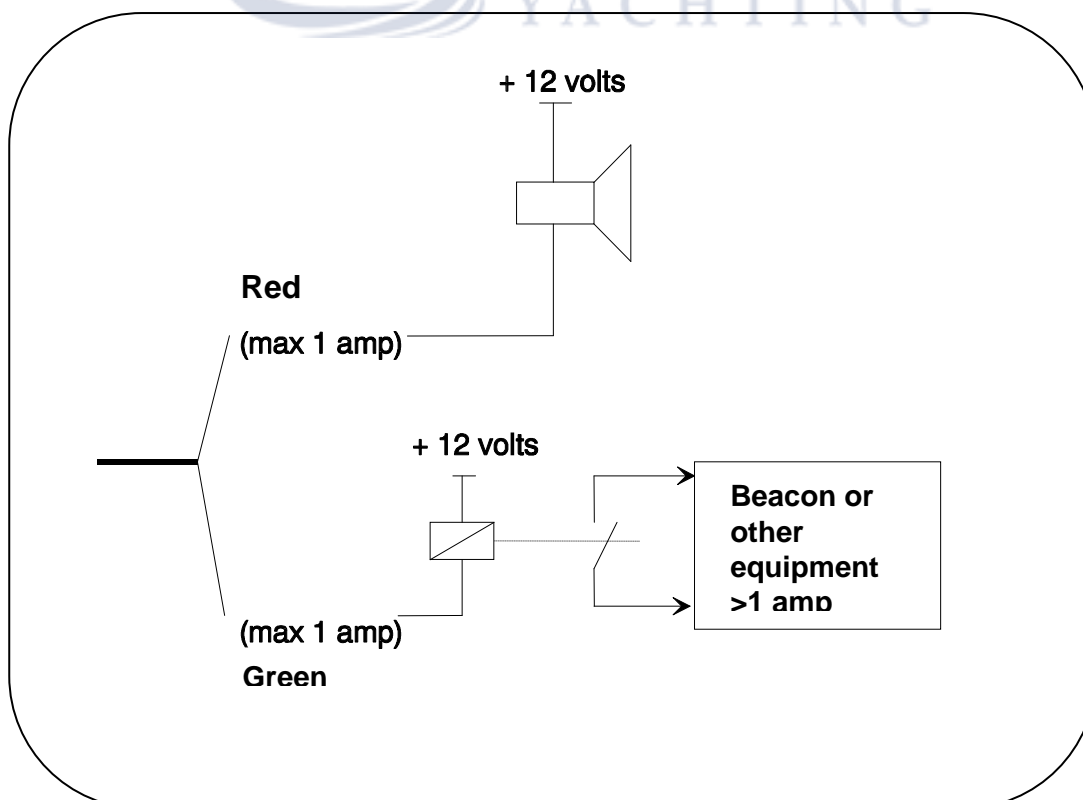 YACHTING
+ 12 volts
Red
(max 1 amp)
+ 12 volts
Beacon or
other
equipment
>1 amp
(max 1 amp)
Green